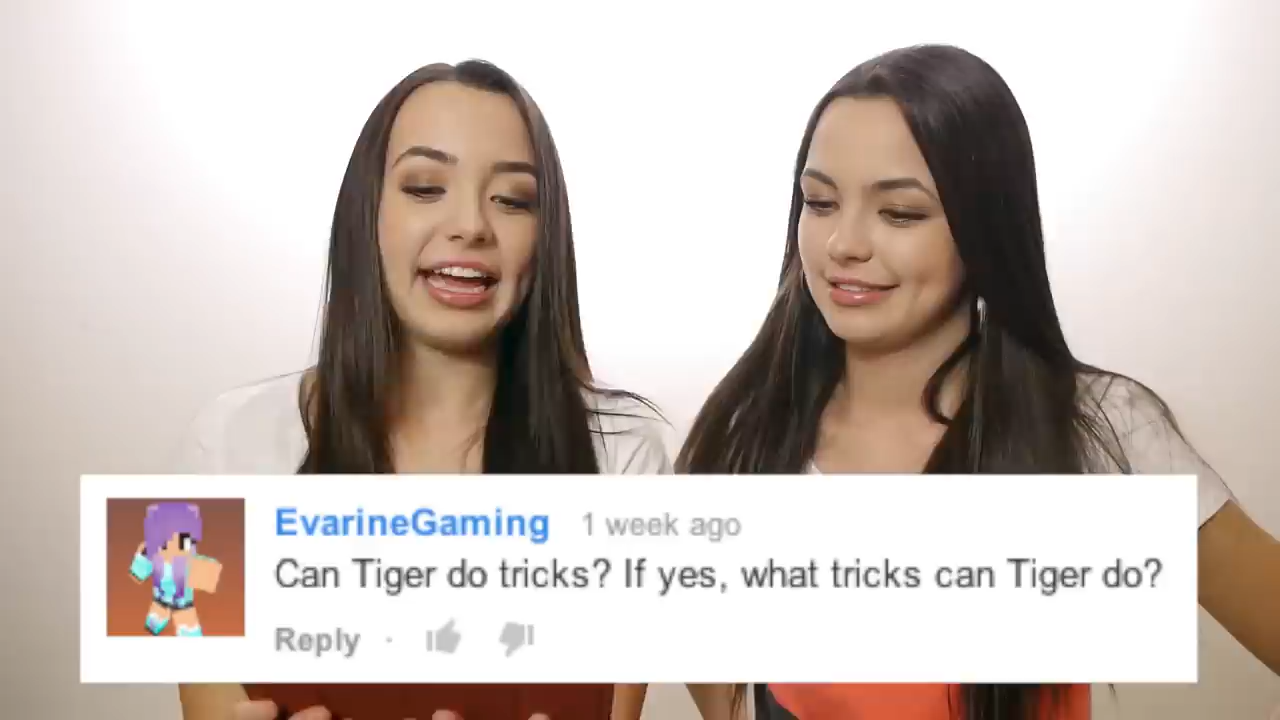 EvarineGaming 1 week ago
Can Tiger do tricks? If yes, what tricks can Tiger do?
Reply ·